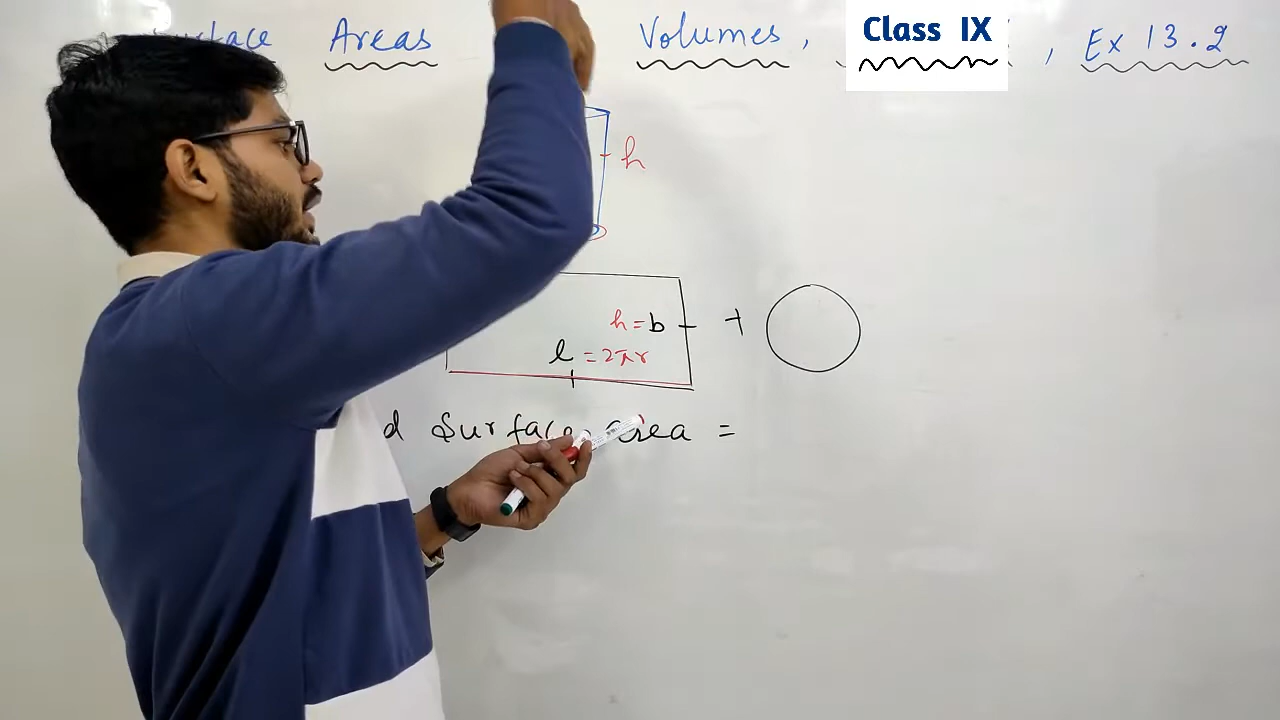 Areas Volumes, Class IX , Ex 13.2
h
h = b +
l = 2πr
d Surface area =